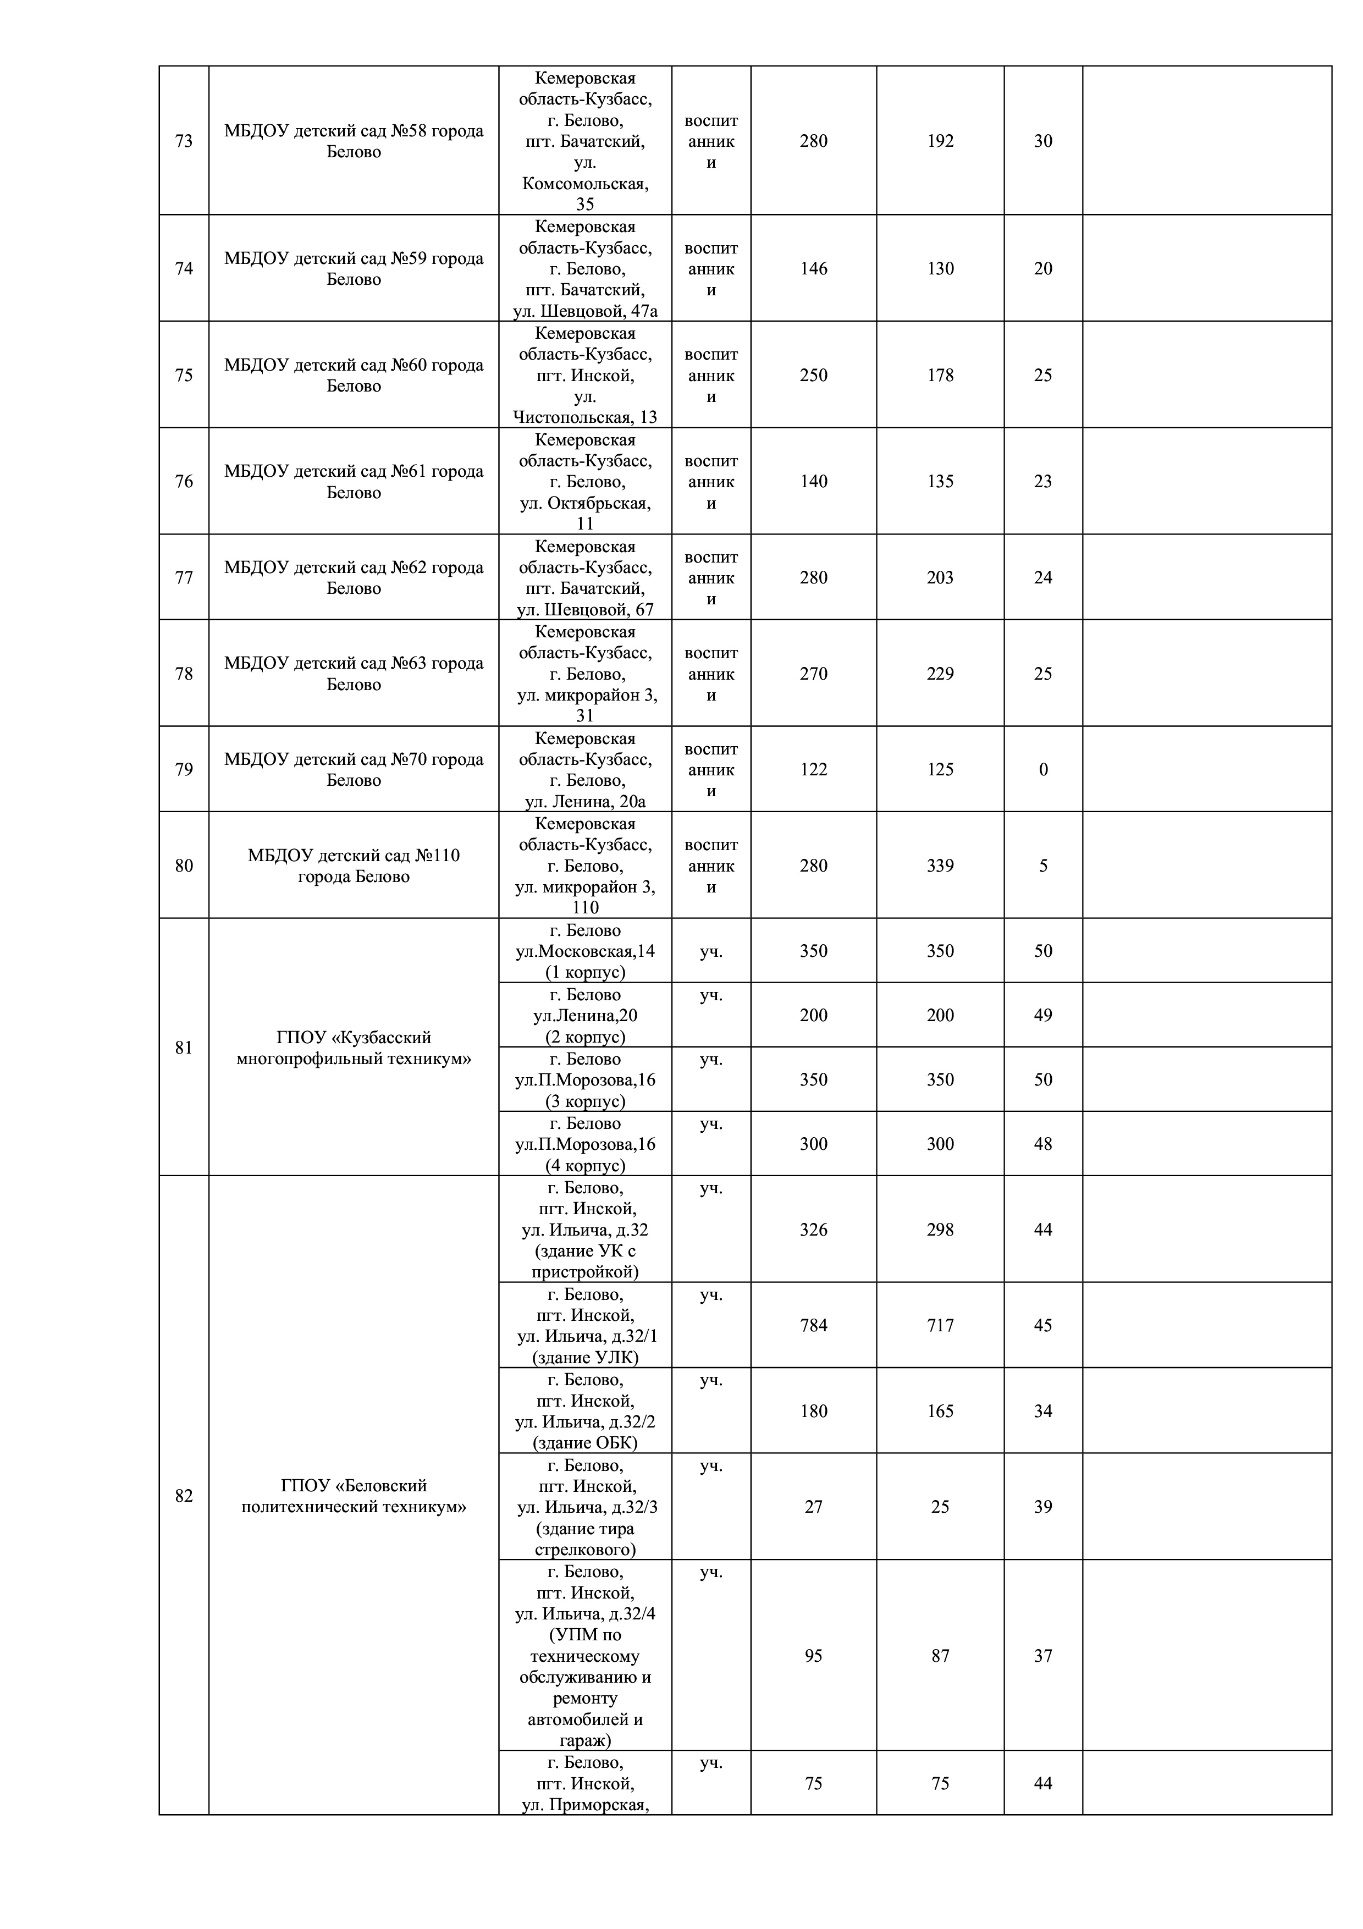 73
МБДОУ детский сад №58 города
Белово
Кемеровская
область-Кузбасс,
г. Белово,
пгт. Бачатский,
ул.
Комсомольская,
35
воспит
анник
и
280
192
30
74
МБДОУ детский сад №59 города
Белово
Кемеровская
область-Кузбасс,
г. Белово,
пгт. Бачатский,
ул. Шевцовой, 47а
воспит
анник
и
146
130
20
75
МБДОУ детский сад №60 города
Белово
Кемеровская
область-Кузбасс,
пгт. Инской,
ул.
Чистопольская, 13
воспит
анник
и
250
178
25
76
МБДОУ детский сад №61 города
Белово
Кемеровская
область-Кузбасс,
г. Белово,
ул. Октябрьская,
11
воспит
анник
и
140
135
23
77
МБДОУ детский сад №62 города
Белово
Кемеровская
область-Кузбасс,
пгт. Бачатский,
ул. Шевцовой, 67
воспит
анник
и
280
203
24
78
МБДОУ детский сад №63 города
Белово
Кемеровская
область-Кузбасс,
г. Белово,
ул. микрорайон 3,
31
воспит
анник
и
270
229
25
79
МБДОУ детский сад №70 города
Белово
Кемеровская
область-Кузбасс,
г. Белово,
ул. Ленина, 20а
воспит
анник
и
122
125
0
80
МБДОУ детский сад №110
города Белово
Кемеровская
область-Кузбасс,
г. Белово,
ул. микрорайон 3,
110
воспит
анник
и
280
339
5
81
ГПОУ «Кузбасский
многопрофильный техникум»
г. Белово
ул.Московская,14
(1 корпус)
уч.
350
350
50
г. Белово
ул.Ленина,20
(2 корпус)
уч.
200
200
49
г. Белово
ул.П.Морозова,16
(3 корпус)
уч.
350
350
50
г. Белово
ул.П.Морозова,16
(4 корпус)
уч.
300
300
48
82
ГПОУ «Беловский
политехнический техникум»
г. Белово,
пгт. Инской,
ул. Ильича, д.32
(здание УК с
пристройкой)
уч.
326
298
44
г. Белово,
пгт. Инской,
ул. Ильича, д.32/1
(здание УЛК)
уч.
784
717
45
г. Белово,
пгт. Инской,
ул. Ильича, д.32/2
(здание ОБК)
уч.
180
165
34
г. Белово,
пгт. Инской,
ул. Ильича, д.32/3
(здание тира
стрелкового)
уч.
27
25
39
г. Белово,
пгт. Инской,
ул. Ильича, д.32/4
(УПМ по
техническому
обслуживанию и
ремонту
автомобилей и
гараж)
уч.
95
87
37
г. Белово,
пгт. Инской,
ул. Приморская,
уч.
75
75
44